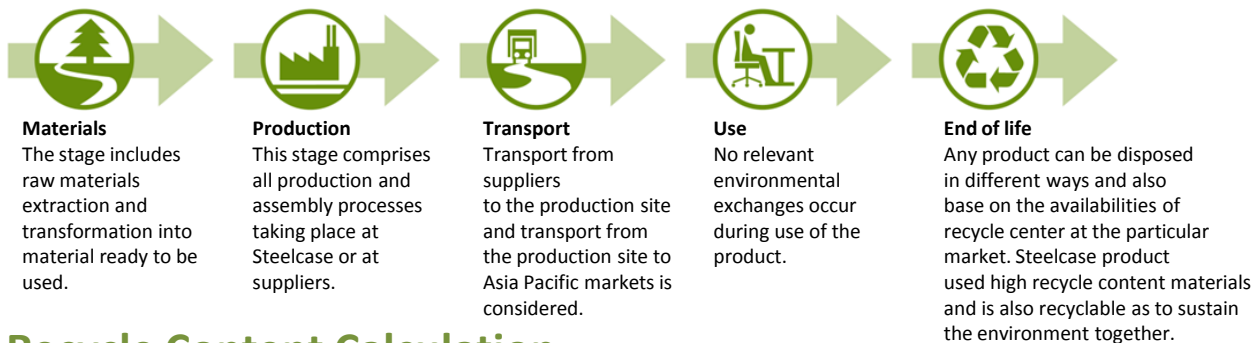 Materials
The stage includes
raw materials
extraction and
transformation into
material ready to be
used.
Production
This stage comprises
all production and
assembly processes
taking place at
Steelcase or at
suppliers.
Transport
Transport from
suppliers
to the production site
and transport from
the production site to
Asia Pacific markets is
considered.
Use
No relevant
environmental
exchanges occur
during use of the
product.
End of life
Any product can be disposed
in different ways and also
base on the availabilities of
recycle center at the particular
market. Steelcase product
used high recycle content materials
and is also recyclable as to sustain
the environment together.
Recycle Content Calculation